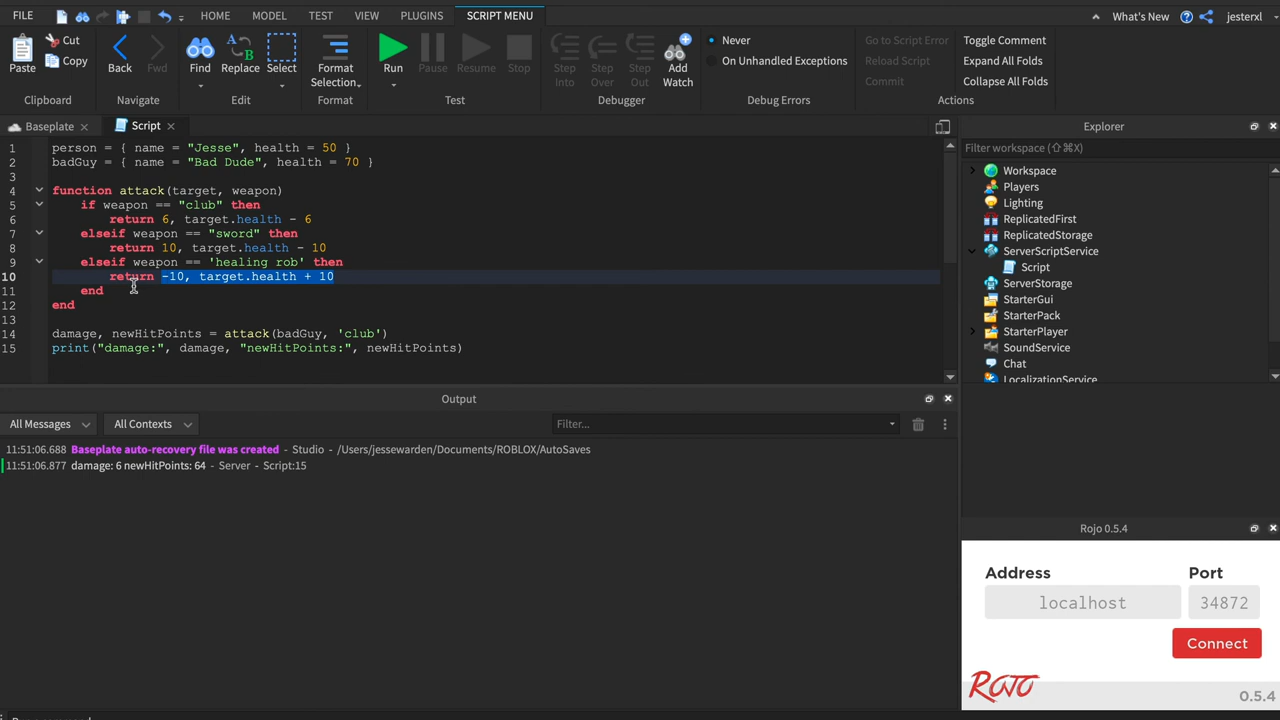 FILE HOME MODEL TEST VIEW PLUGINS SCRIPT MENU What's New jesterxl
Paste Cut Copy Back Fwd Find Replace Select Format Selection Run Pause Resume Stop Step into Step Over Step Out Add Watch Never On Unhandled Exceptions Go to Script Error Reload Script Commit Toggle Comment Expand All Folds Collapse All Folds
Clipboard Navigate Edit Format Test Debugger Debug Errors Actions
Baseplate Script
1 person = { name = "Jesse", health = 50 }
2 badGuy = { name = "Bad Dude", health = 70 }
3
4 function attack(target, weapon)
5 if weapon == "club" then
6 return 6, target.health - 6
7 elseif weapon == "sword" then
8 return 10, target.health - 10
9 elseif weapon == 'healing rob' then
10 return -10, target.health + 10
11 end
12 end
13
14 damage, newHitPoints = attack(badGuy, 'club')
15 print("damage:", damage, "newHitPoints:", newHitPoints)
Explorer
Filter workspace (⇧⌘X)
Workspace
Players
Lighting
ReplicatedFirst
ReplicatedStorage
ServerScriptService
Script
ServerStorage
StarterGui
StarterPack
StarterPlayer
SoundService
Chat
LocalizationService
Output
All Messages All Contexts Filter...
11:51:06.688 Baseplate auto-recovery file was created - Studio - /Users/jessewarden/Documents/ROBLOX/AutoSaves
11:51:06.877 damage: 6 newHitPoints: 64 - Server - Script:15
Rojo 0.5.4
Address Port
localhost 34872
Connect
ROJO 0.5.4